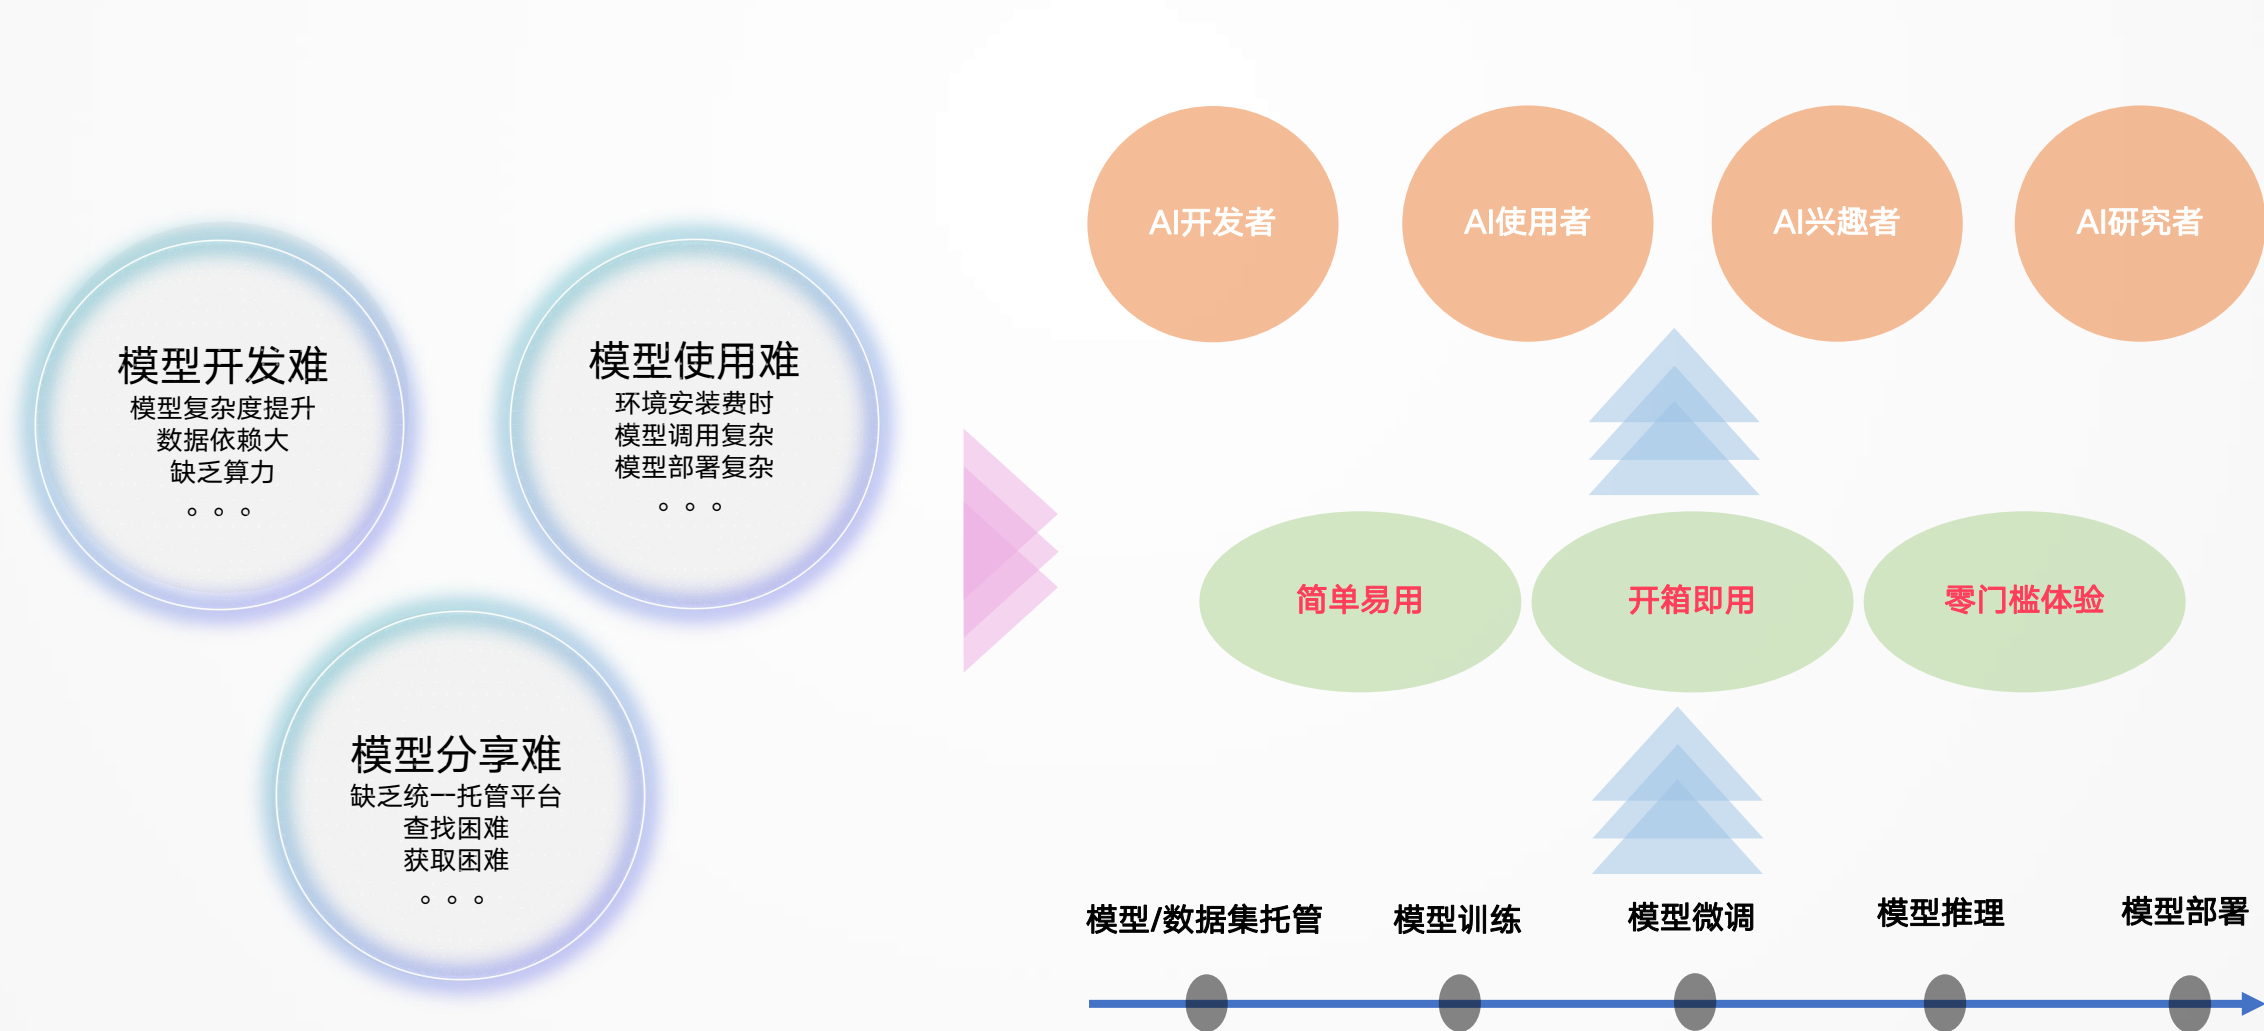 模型开发难
模型复杂度提升
数据依赖大
缺乏算力
。。。
模型使用难
环境安装费时
模型调用复杂
模型部署复杂
。。。
模型分享难
缺乏统一托管平台
查找困难
获取困难
。。。
AI开发者
AI使用者
AI兴趣者
AI研究者
简单易用
开箱即用
零门槛体验
模型/数据集托管
模型训练
模型微调
模型推理
模型部署